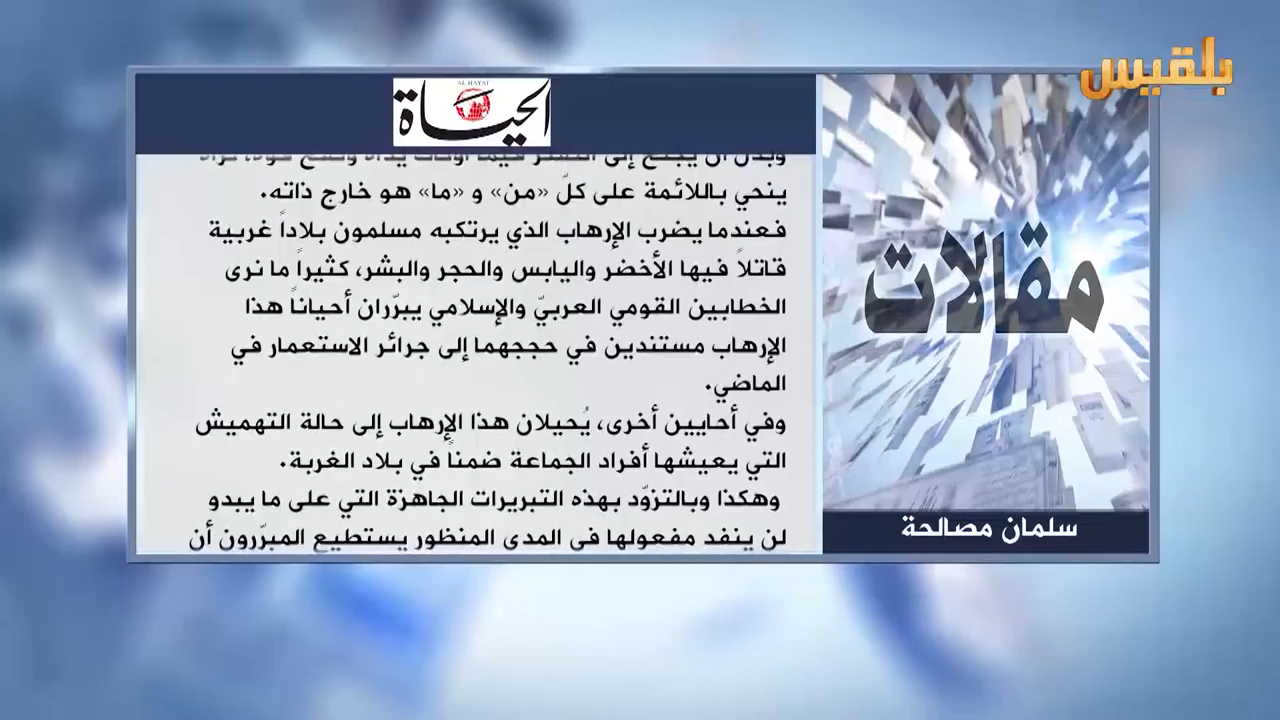 بلقيس
AL HAYAT
الحياة
ينحي باللائمة على كلّ «من» و «ما» هو خارج ذاته.
فعندما يضرب الإرهاب الذي يرتكبه مسلمون بلاداً غربية
قاتلاً فيها الأخضر واليابس والحجر والبشر، كثيراً ما نرى
الخطابين القومي العربيّ والإسلامي يبرّران أحياناً هذا
الإرهاب مستندين في حججهما إلى جرائر الاستعمار في
الماضي.
وفي أحايين أخرى، يُحيلان هذا الإرهاب إلى حالة التهميش
التي يعيشها أفراد الجماعة ضمناً في بلاد الغربة.
وهكذا وبالتزوّد بهذه التبريرات الجاهزة التي على ما يبدو
لن ينفد مفعولها في المدى المنظور يستطيع المبرّرون أن
مقالات
سلمان مصالحة